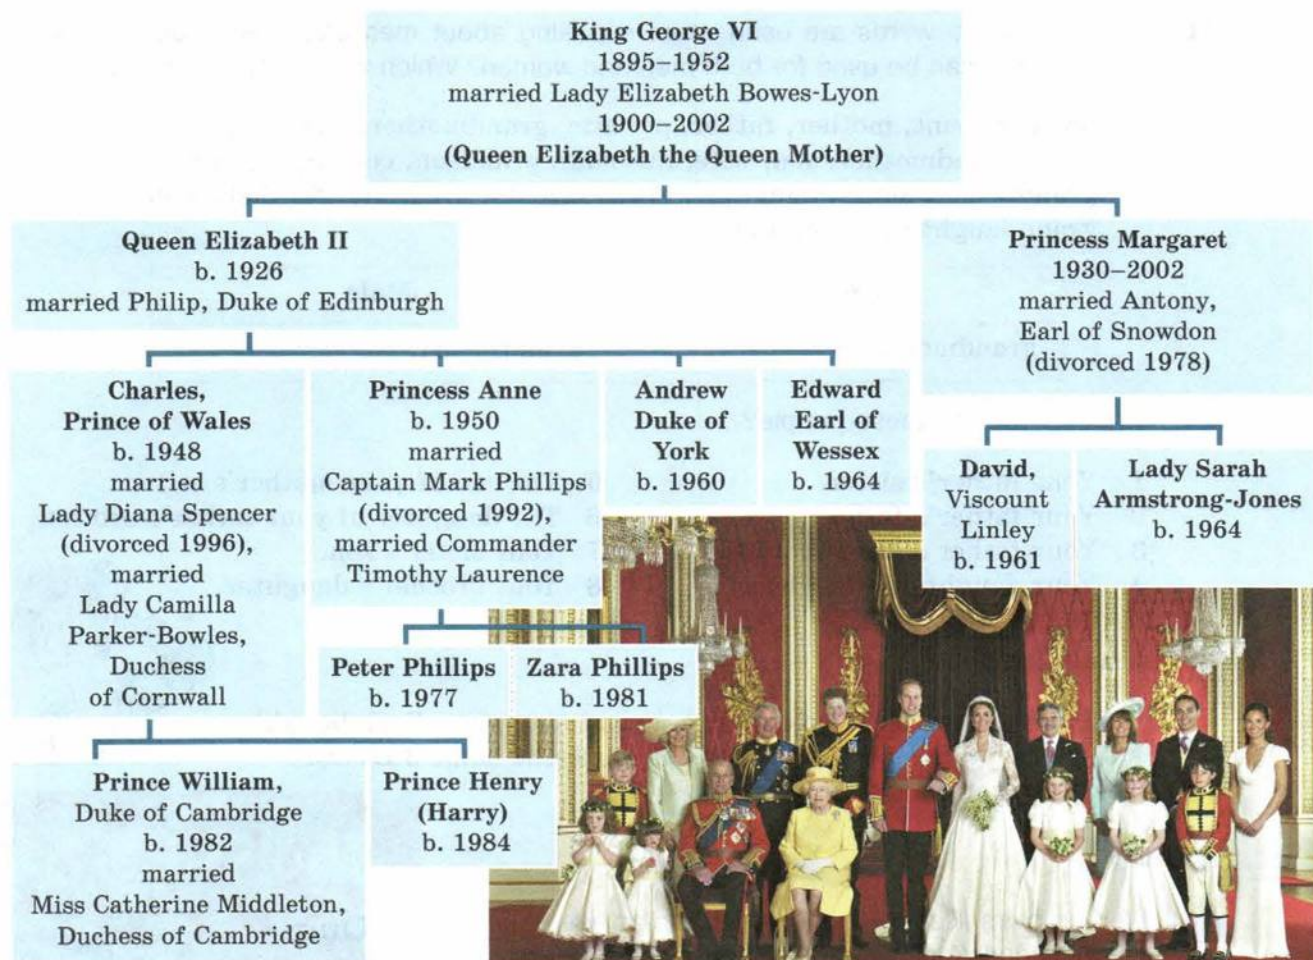 King George VI
1895–1952
married Lady Elizabeth Bowes-Lyon
1900–2002
(Queen Elizabeth the Queen Mother)
Queen Elizabeth II
b. 1926
married Philip, Duke of Edinburgh
Princess Margaret
1930–2002
married Antony,
Earl of Snowdon
(divorced 1978)
Charles,
Prince of Wales
b. 1948
married
Lady Diana Spencer
(divorced 1996),
married
Lady Camilla
Parker-Bowles,
Duchess
of Cornwall
Princess Anne
b. 1950
married
Captain Mark Phillips
(divorced 1992),
married Commander
Timothy Laurence
Andrew
Duke of
York
b. 1960
Edward
Earl of
Wessex
b. 1964
David,
Viscount
Linley
b. 1961
Lady Sarah
Armstrong-Jones
b. 1964
Peter Phillips
b. 1977
Zara Phillips
b. 1981
Prince William,
Duke of Cambridge
b. 1982
married
Miss Catherine Middleton,
Duchess of Cambridge
Prince Henry
(Harry)
b. 1984